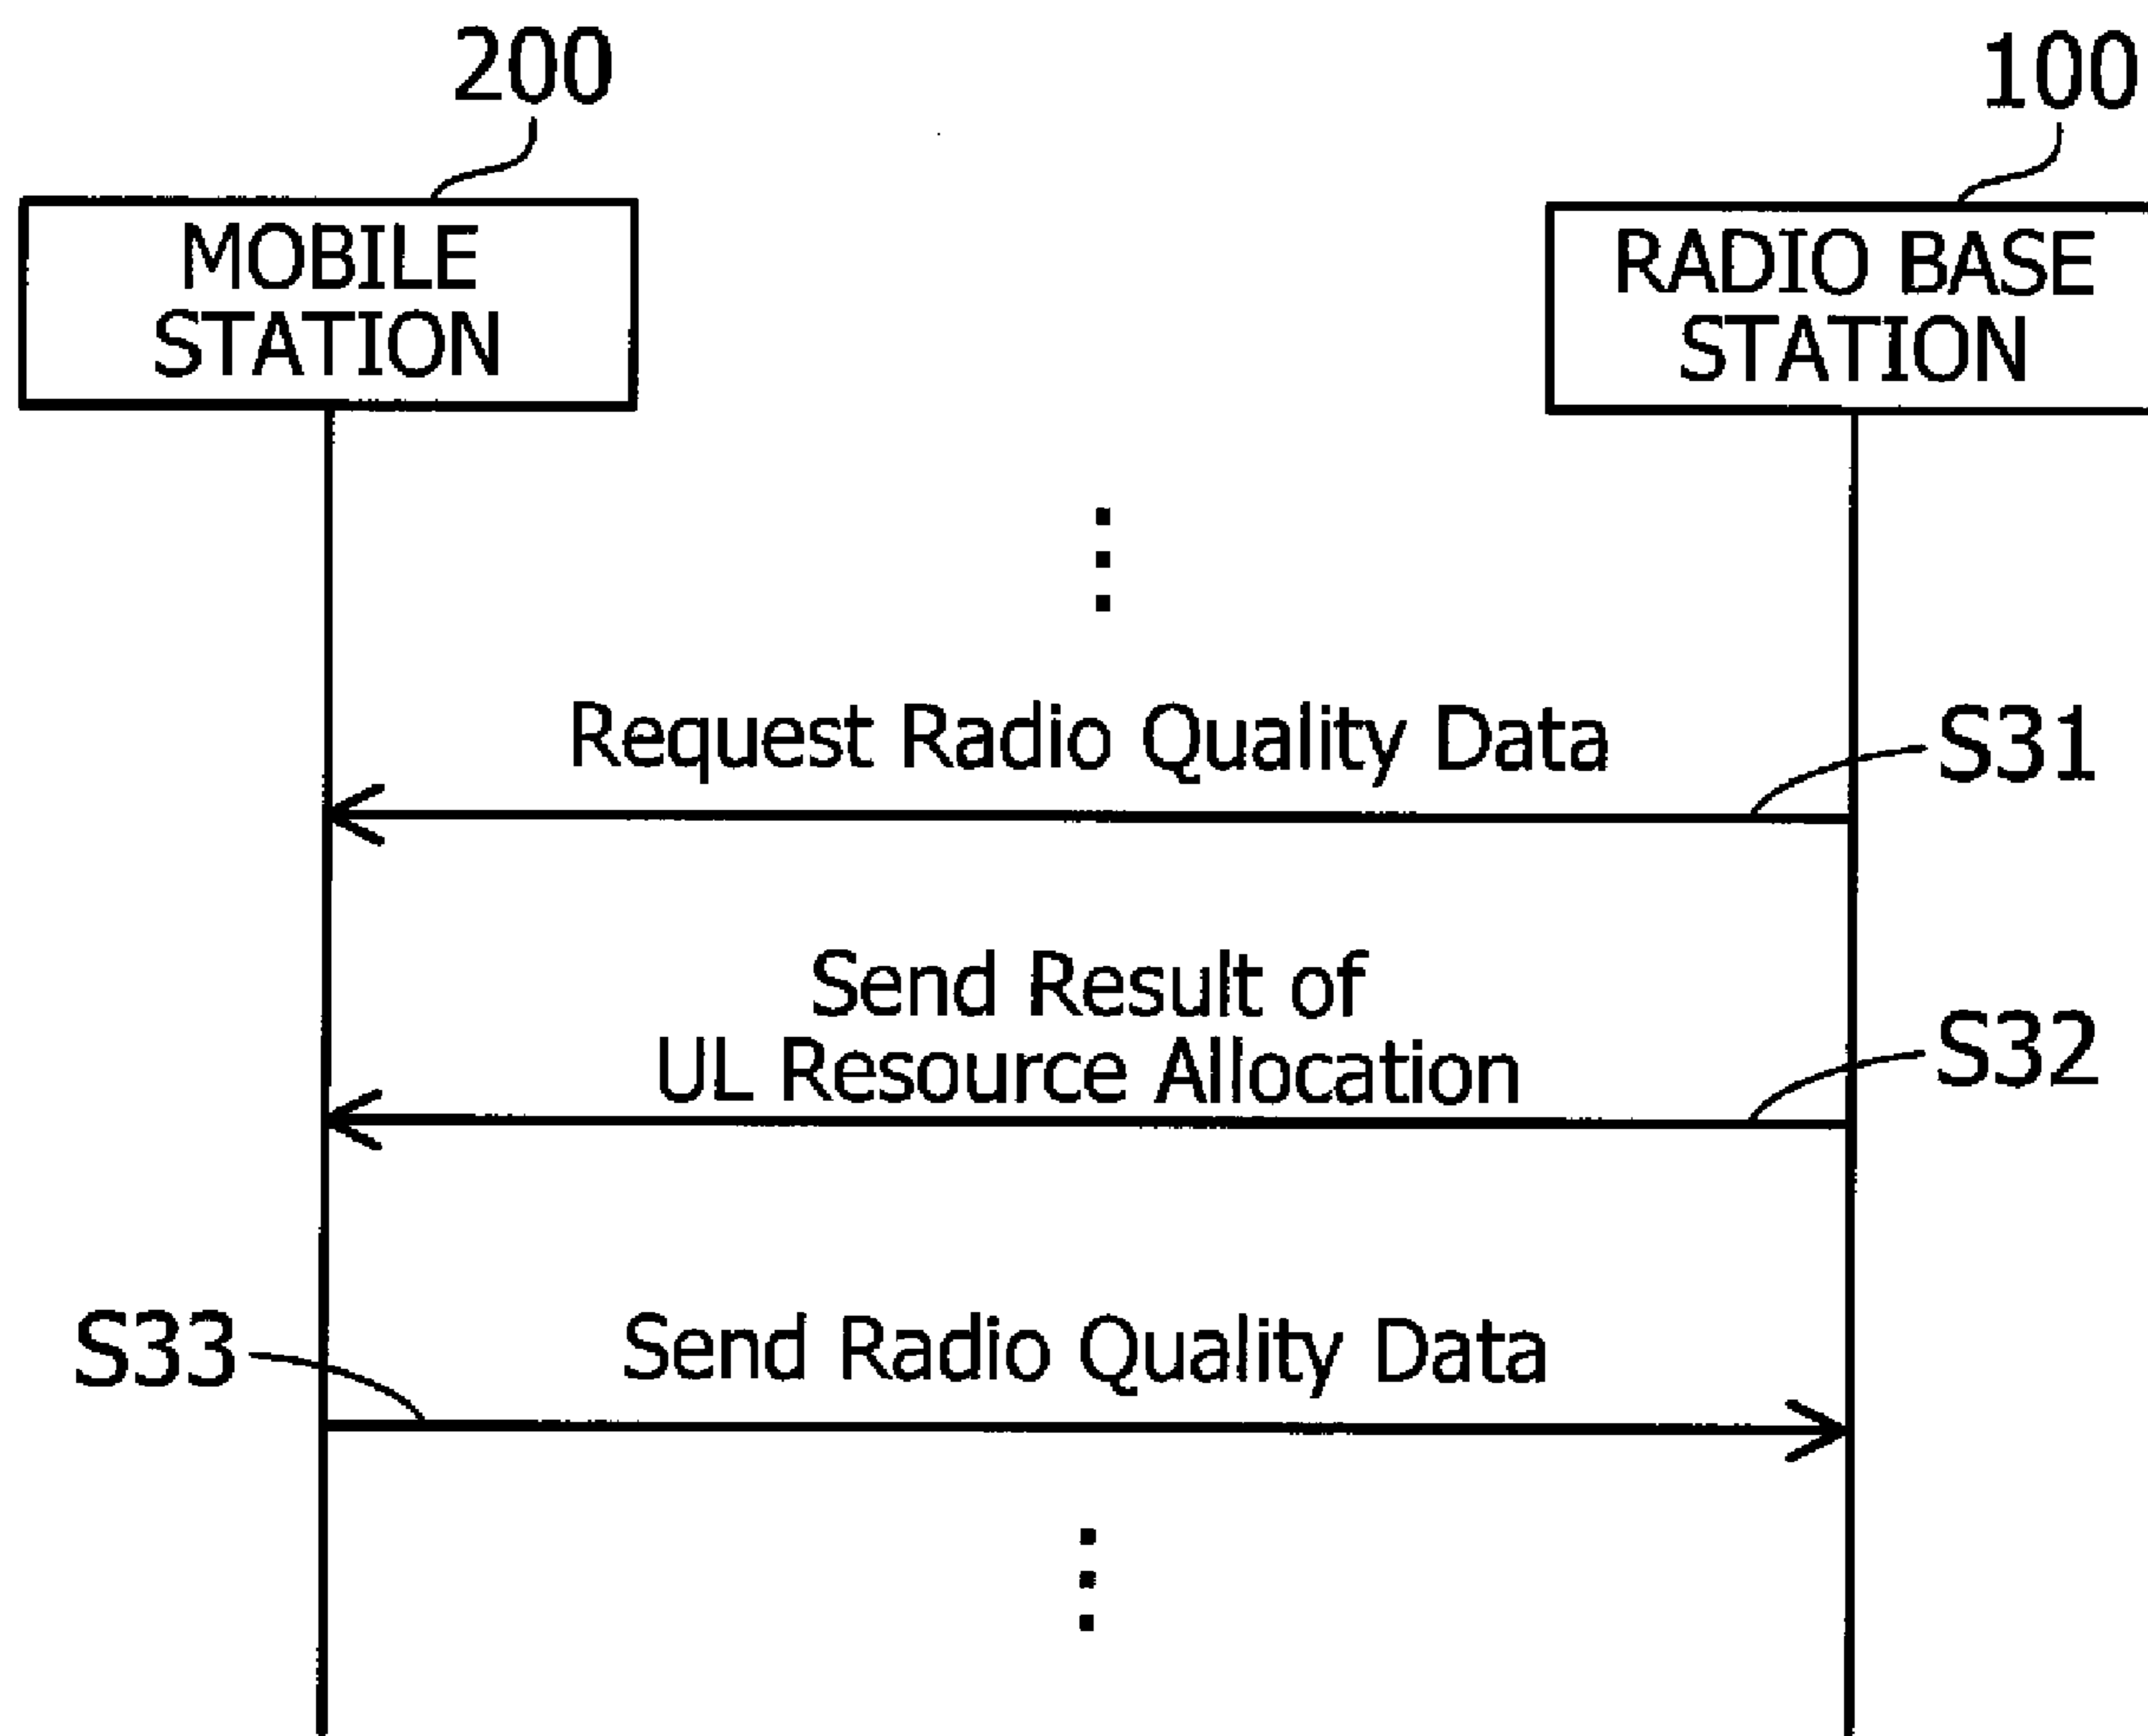 200
100
MOBILE
STATION
RADIO BASE
STATION
Request Radio Quality Data
S31
Send Result of
UL Resource Allocation
S32
S33
Send Radio Quality Data